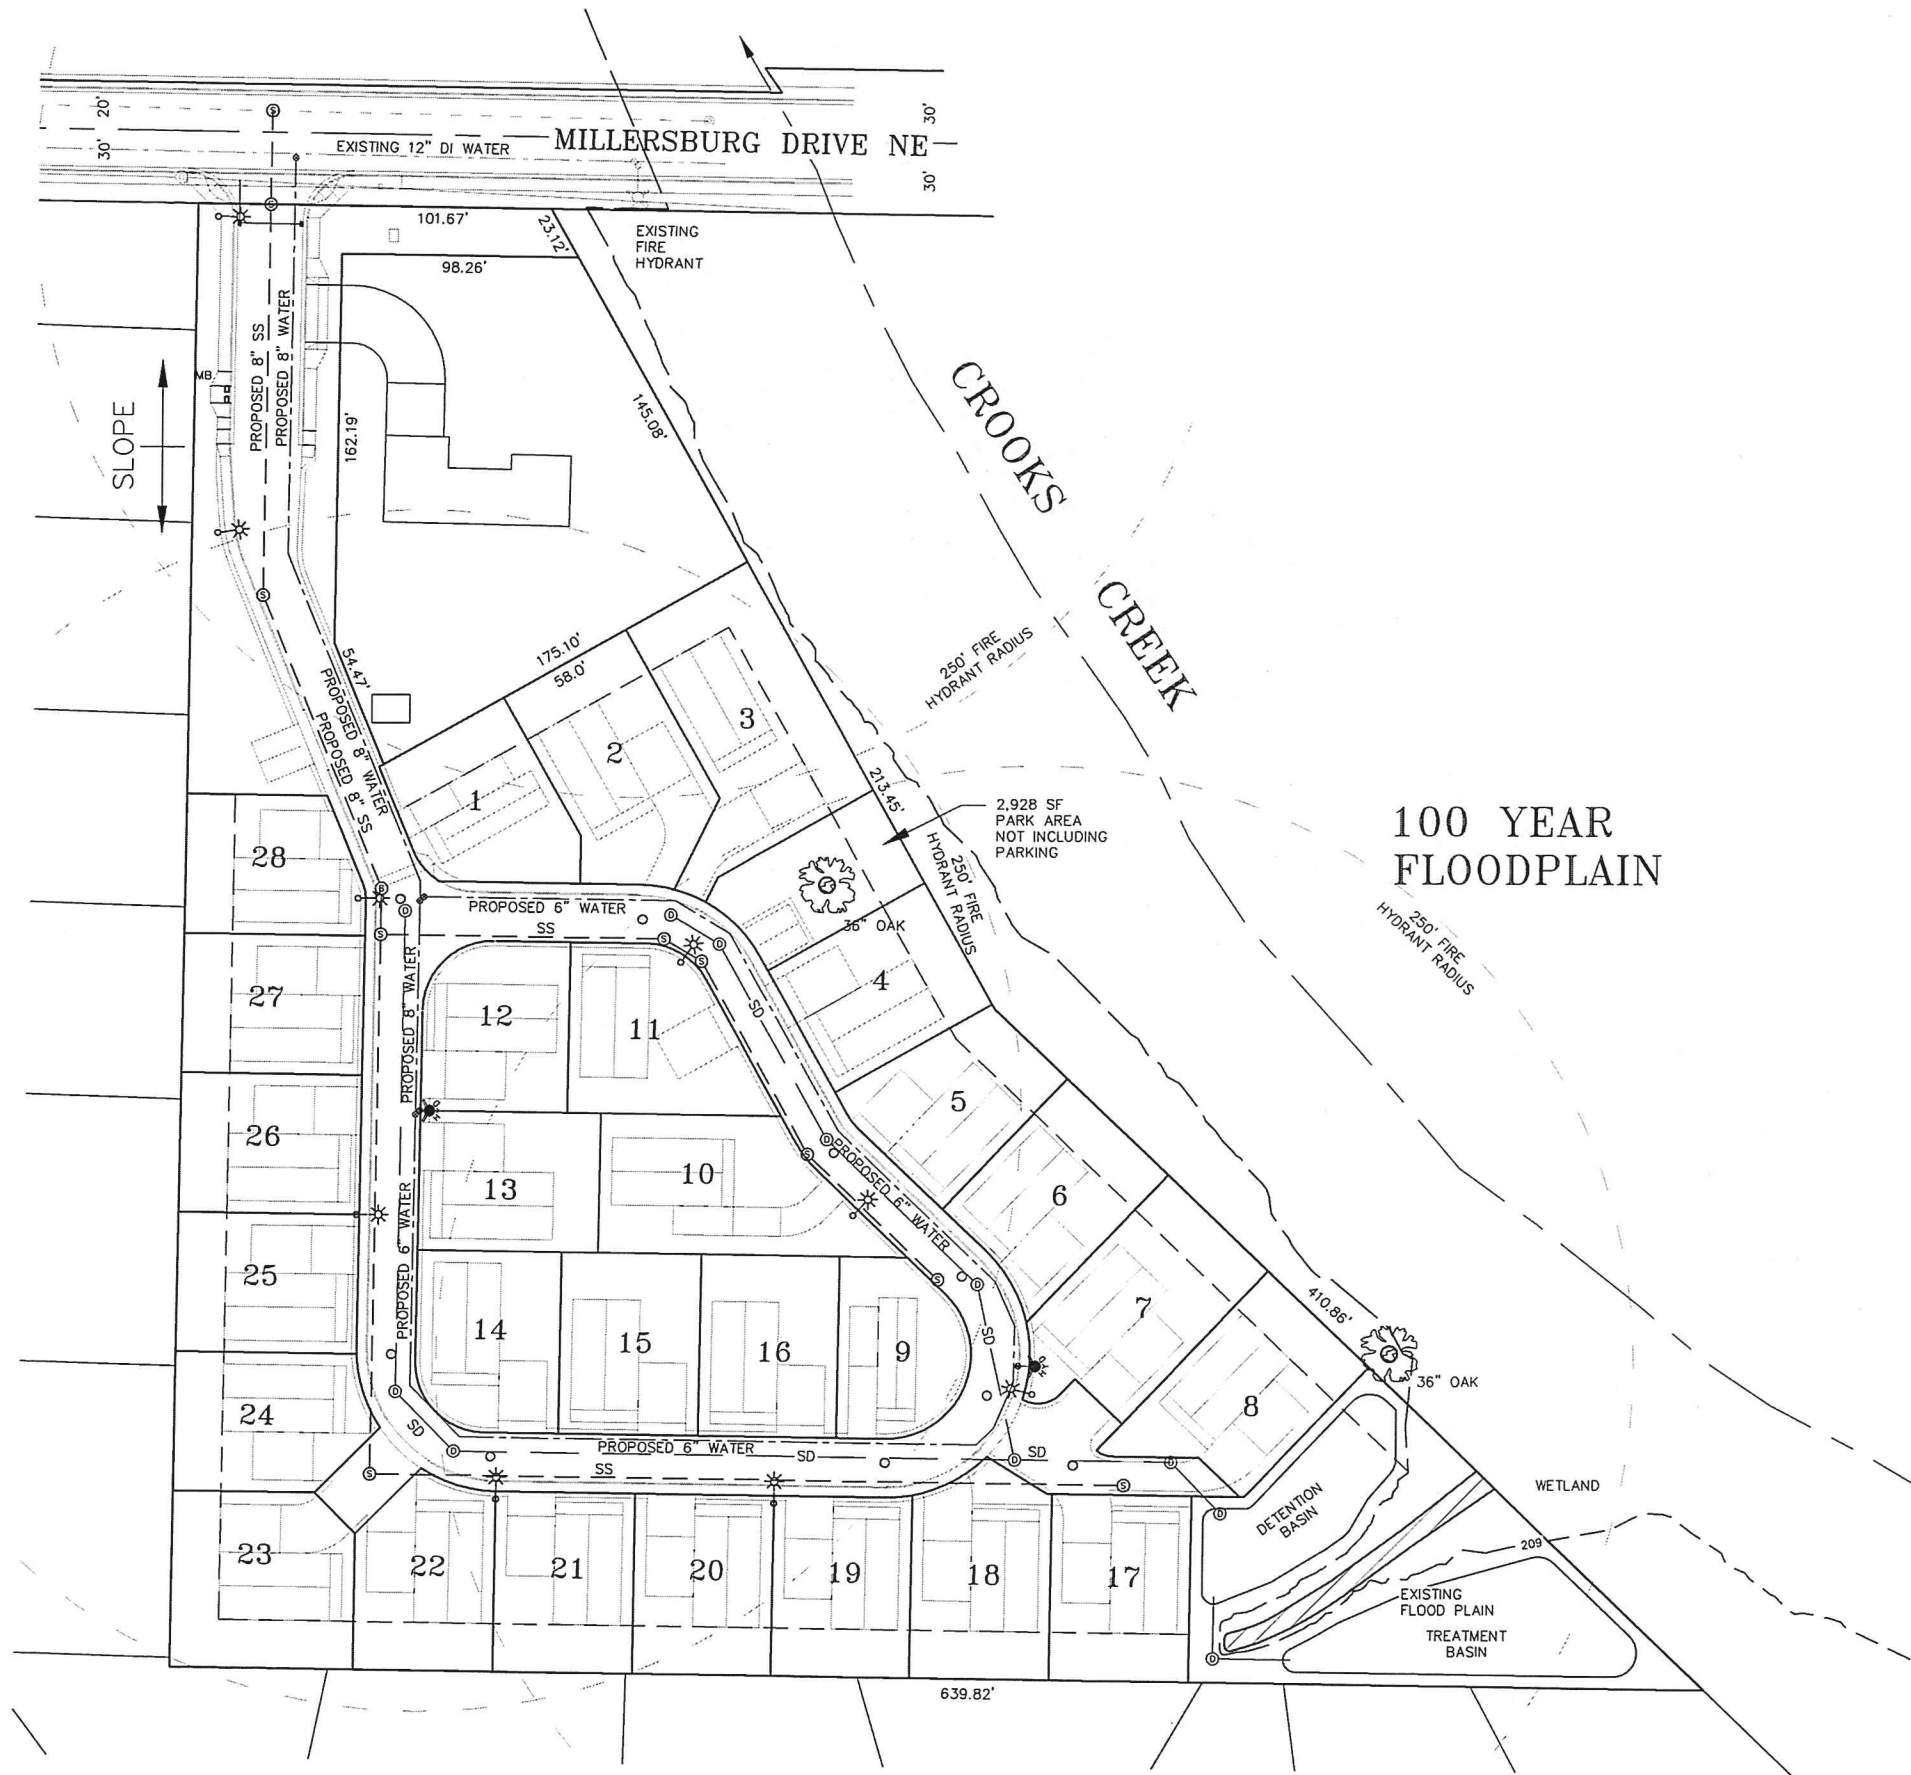 20'
30'
30'
30'
MILLERSBURG DRIVE NE
EXISTING 12" DI WATER
S
S
101.67'
23.12'
98.26'
EXISTING
FIRE
HYDRANT
PROPOSED 8" SS
PROPOSED 8" WATER
MB
SLOPE
162.19'
145.08'
CROOKS
CREEK
S
54.47'
PROPOSED 8" WATER
PROPOSED 8" SS
175.10'
58.0'
250' FIRE
HYDRANT RADIUS
1
2
3
213.45'
2,928 SF
PARK AREA
NOT INCLUDING
PARKING
100 YEAR
FLOODPLAIN
250' FIRE
HYDRANT RADIUS
250' FIRE
HYDRANT RADIUS
28
B
D
PROPOSED 6" WATER
SS
S
S
S
D
D
36" OAK
SD
4
27
PROPOSED 8" WATER
12
11
5
26
HYD
13
10
D
S
PROPOSED 6" WATER
6
PROPOSED 6" WATER
25
14
15
16
9
S
D
SD
7
410.86'
HYD
36" OAK
24
D
SD
D
S
PROPOSED 6" WATER
SD
SS
D
SD
S
D
8
D
DETENTION
BASIN
WETLAND
209
23
22
21
20
19
18
17
EXISTING
FLOOD PLAIN
TREATMENT
BASIN
D
639.82'